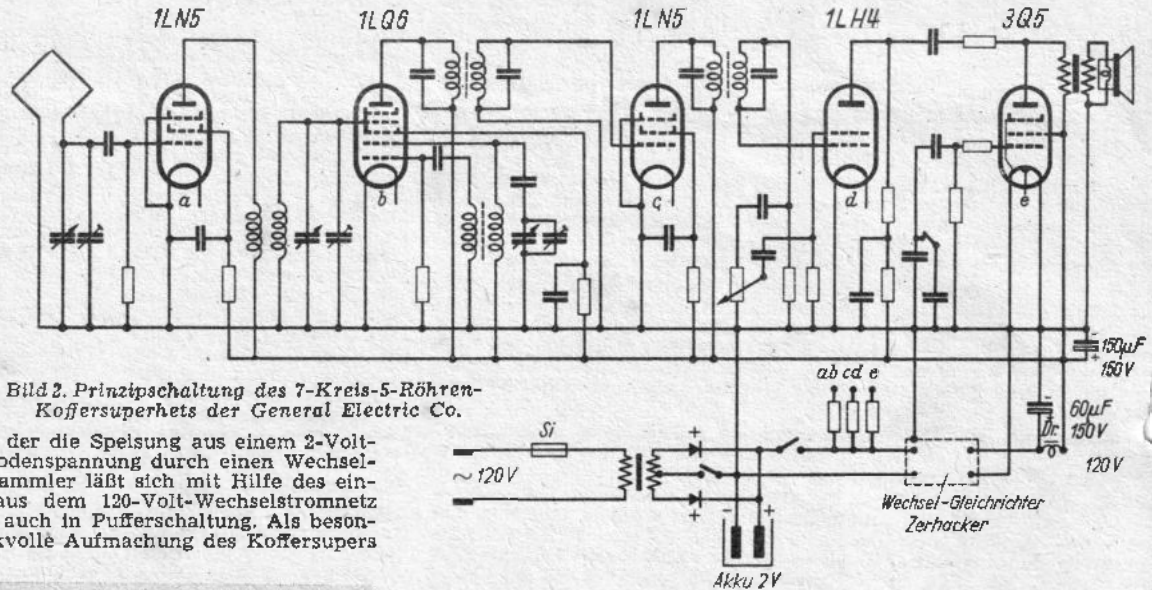 1LN5 1LQ6 1LN5 1LH4 3Q5
a b c d e
150µF
150V
Bild 2. Prinzipschaltung des 7-Kreis-5-Röhren-
Koffersuperhets der General Electric Co.
ab cd e
60µF
150V
Dr.
120V
Si
~120V
der die Speisung aus einem 2-Volt-
odenspannung durch einen Wechsel-
ammler läßt sich mit Hilfe des ein-
aus dem 120-Volt-Wechselstromnetz
auch in Pufferschaltung. Als beson-
kvolle Aufmachung des Koffersupers
Wechsel-Gleichrichter
Zerhacker
Akku 2V